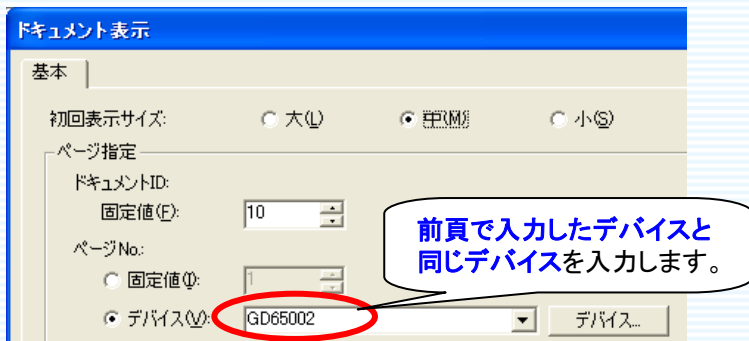 ドキュメント表示
基本
初回表示サイズ: 大(L) 中(M) 小(S)
ページ指定
ドキュメントID:
固定値(F): 10
前頁で入力したデバイスと
同じデバイスを入力します。
ページNo.:
固定値(I): 1
デバイス(V): GD65002 デバイス...